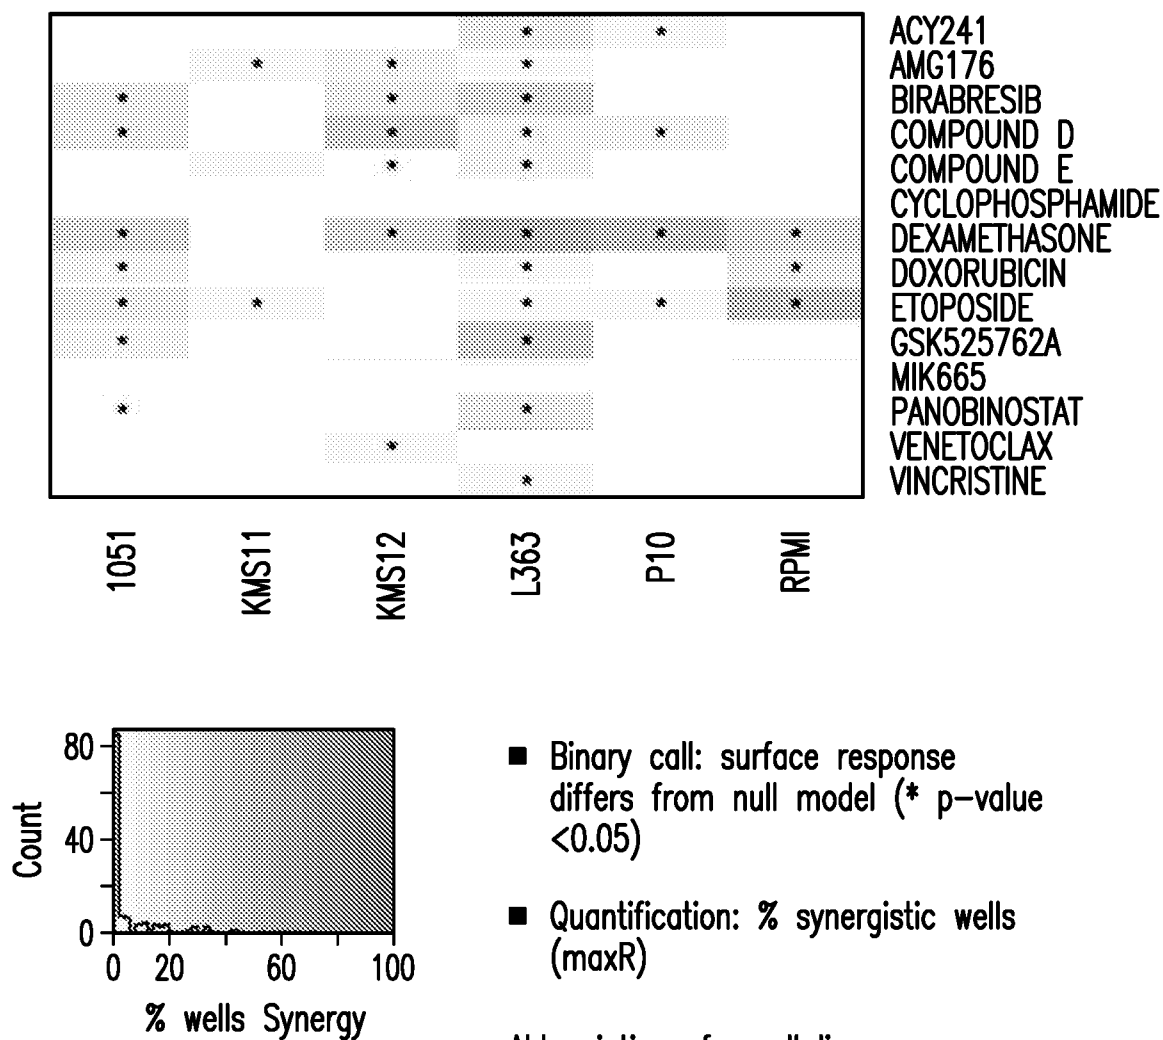 ACY241
AMG176
BIRABRESIB
COMPOUND D
COMPOUND E
CYCLOPHOSPHAMIDE
DEXAMETHASONE
DOXORUBICIN
ETOPOSIDE
GSK525762A
MIK665
PANOBINOSTAT
VENETOCLAX
VINCRISTINE
1051
KMS11
KMS12
L363
P10
RPMI
80
40
0
Count
0 20 60 100
% wells Synergy
■ Binary call: surface response
differs from null model (* p-value
<0.05)
■ Quantification: % synergistic wells
(maxR)